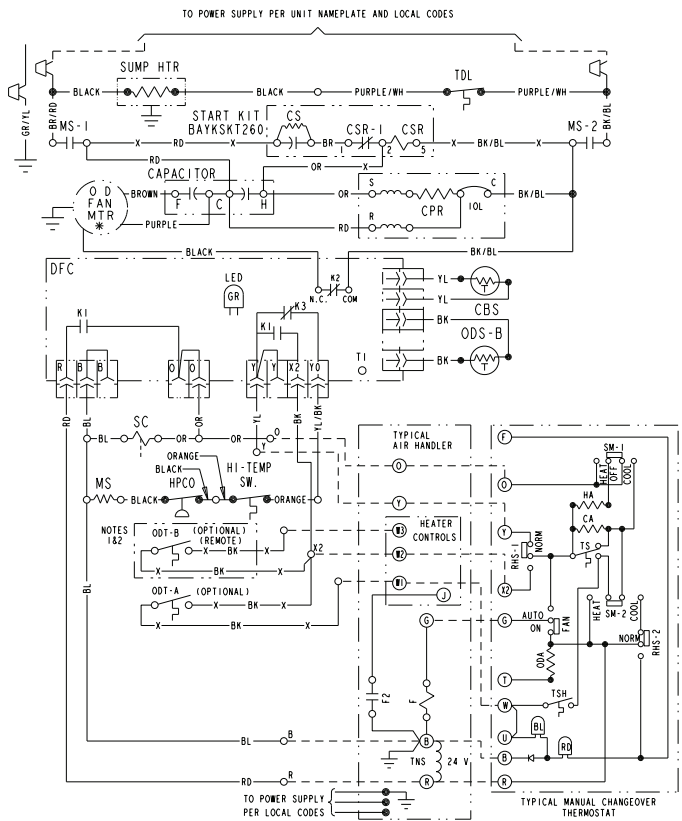 TO POWER SUPPLY PER UNIT NAMEPLATE AND LOCAL CODES
SUMP HTR
TDL
BLACK
BLACK
PURPLE/WH
PURPLE/WH
GR/YL
BR/RD
BK/BL
START KIT
BAYKSKT260
CS
CSR-1
CSR
MS-1
MS-2
X
RD
X
BR
1
2
5
X
BK/BL
X
RD
OR
X
CAPACITOR
O D
FAN
MTR
*
BROWN
F
C
H
PURPLE
OR
S
C
BK/BL
CPR
IOL
RD
R
BLACK
BK/BL
DFC
LED
GR
K2
N.C.
COM
YL
YL
CBS
BK
ODS-B
BK
K1
K3
K1
T1
R
B
B
O
O
Y
Y
X2
YO
RD
BL
OR
YL
BK
YL/BK
SC
BL
OR
OR
O
Y
ORANGE
BLACK
HI-TEMP
SW.
MS
HPCO
BLACK
ORANGE
NOTES
1&2
ODT-B
(OPTIONAL)
(REMOTE)
X
BK
X
X
BK
X
X2
ODT-A
(OPTIONAL)
X
BK
X
X
BK
X
BL
BL
B
RD
R
TYPICAL
AIR HANDLER
O
Y
W3
HEATER
CONTROLS
W2
W1
J
G
F2
F
B
TNS
24 V
R
TO POWER SUPPLY
PER LOCAL CODES
F
SM-1
HEAT
OFF
COOL
O
HA
CA
Y
RHS-1
NORM
TS
X2
HEAT
SM-2
COOL
G
AUTO
ON
FAN
NORM
RHS-2
ODA
T
TSH
W
BL
U
RD
B
R
TYPICAL MANUAL CHANGEOVER
THERMOSTAT